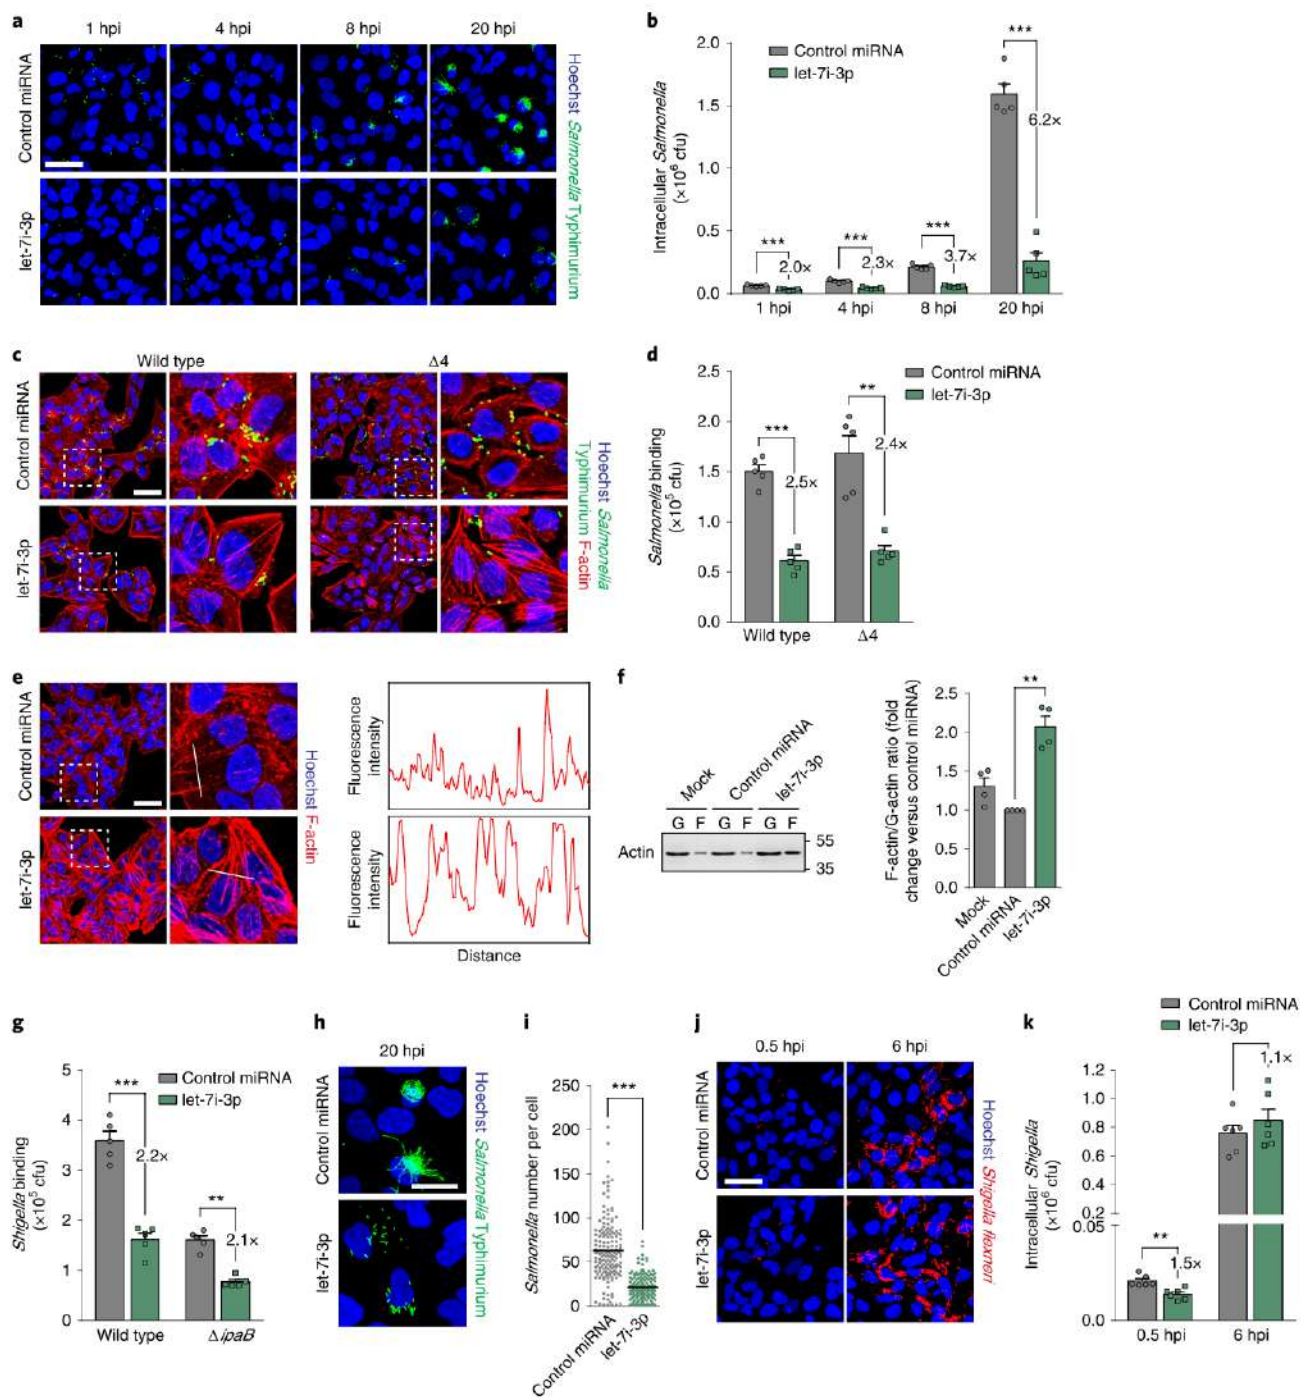 a
1 hpi 4 hpi 8 hpi 20 hpi
Control miRNA
let-7i-3p
Hoechst Salmonella Typhimurium
b
Control miRNA
let-7i-3p
Intracellular Salmonella
(×10⁶ cfu)
2.0
1.5
1.0
0.5
0.0
***
2.0×
***
2.3×
***
3.7×
***
6.2×
1 hpi 4 hpi 8 hpi 20 hpi
c
Wild type Δ4
Control miRNA
let-7i-3p
Hoechst Salmonella
Typhimurium F-actin
d
Control miRNA
let-7i-3p
Salmonella binding
(×10⁵ cfu)
2.5
2.0
1.5
1.0
0.5
0.0
***
2.5×
**
2.4×
Wild type Δ4
e
Control miRNA
let-7i-3p
Hoechst F-actin
Fluorescence
intensity
Fluorescence
intensity
Distance
f
Mock Control miRNA let-7i-3p
G F G F G F
Actin
55
35
F-actin/G-actin ratio (fold
change versus control miRNA)
2.5
2.0
1.5
1.0
0.5
0.0
**
Mock
Control miRNA
let-7i-3p
g
Control miRNA
let-7i-3p
Shigella binding
(×10⁵ cfu)
5
4
3
2
1
0
***
2.2×
**
2.1×
Wild type ΔipaB
h
20 hpi
Control miRNA
let-7i-3p
Hoechst Salmonella Typhimurium
i
Salmonella number per cell
250
200
150
100
50
0
***
Control miRNA
let-7i-3p
j
0.5 hpi 6 hpi
Control miRNA
let-7i-3p
Hoechst Shigella flexneri
k
Control miRNA
let-7i-3p
Intracellular Shigella
(×10⁶ cfu)
1.2
1.0
0.8
0.6
0.4
0.2
0.05
0.0
**
1.5×
1.1×
0.5 hpi 6 hpi